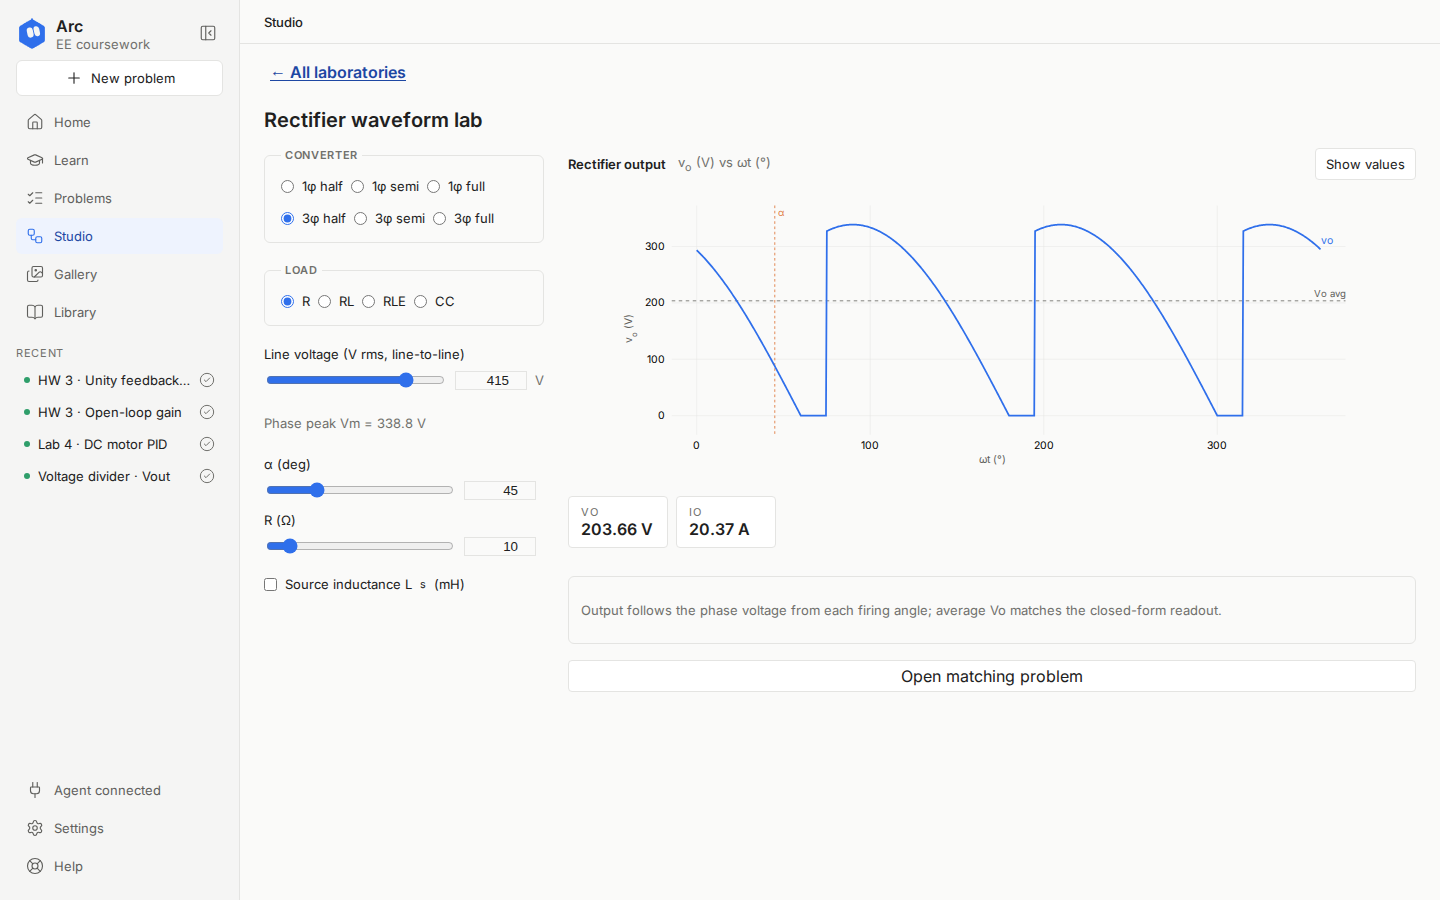 Arc
EE coursework
New problem
Home
Learn
Problems
Studio
Gallery
Library
RECENT
HW 3 · Unity feedback...
HW 3 · Open-loop gain
Lab 4 · DC motor PID
Voltage divider · Vout
Agent connected
Settings
Help
Studio
← All laboratories
Rectifier waveform lab
CONVERTER
1φ half 1φ semi 1φ full
3φ half 3φ semi 3φ full
LOAD
R RL RLE CC
Line voltage (V rms, line-to-line)
415 V
Phase peak Vm = 338.8 V
α (deg)
45
R (Ω)
10
Source inductance L s (mH)
Rectifier output vo (V) vs ωt (°)
Show values
α
vo
Vo avg
300
200
100
0
vo (V)
0 100 200 300
ωt (°)
VO
203.66 V
IO
20.37 A
Output follows the phase voltage from each firing angle; average Vo matches the closed-form readout.
Open matching problem